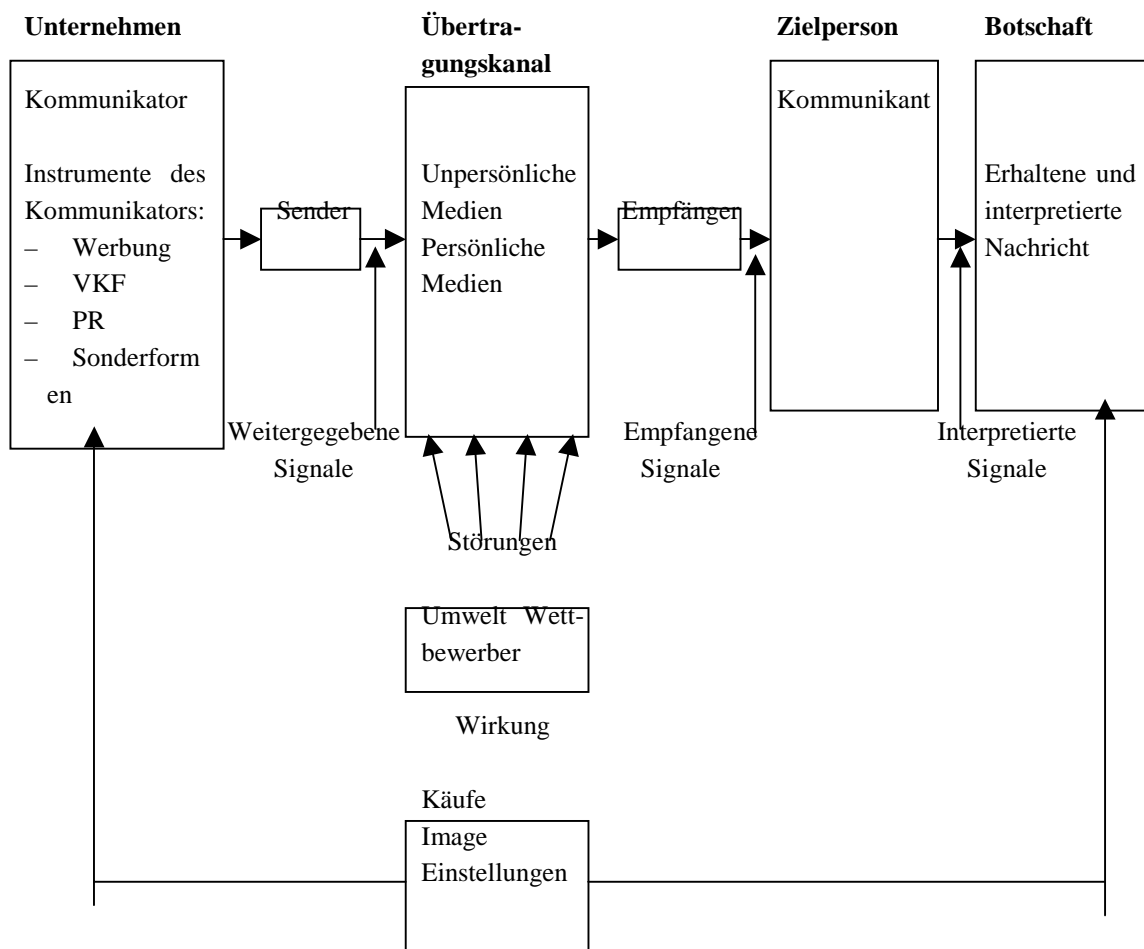 Unternehmen
Übertra-
gungskanal
Zielperson
Botschaft
Kommunikator
Instrumente des
Kommunikators:
– Werbung
– VKF
– PR
– Sonderform
en
Sender
Unpersönliche
Medien
Persönliche
Medien
Empfänger
Kommunikant
Erhaltene und
interpretierte
Nachricht
Weitergegebene
Signale
Empfangene
Signale
Interpretierte
Signale
Störungen
Umwelt Wett-
bewerber
Wirkung
Käufe
Image
Einstellungen